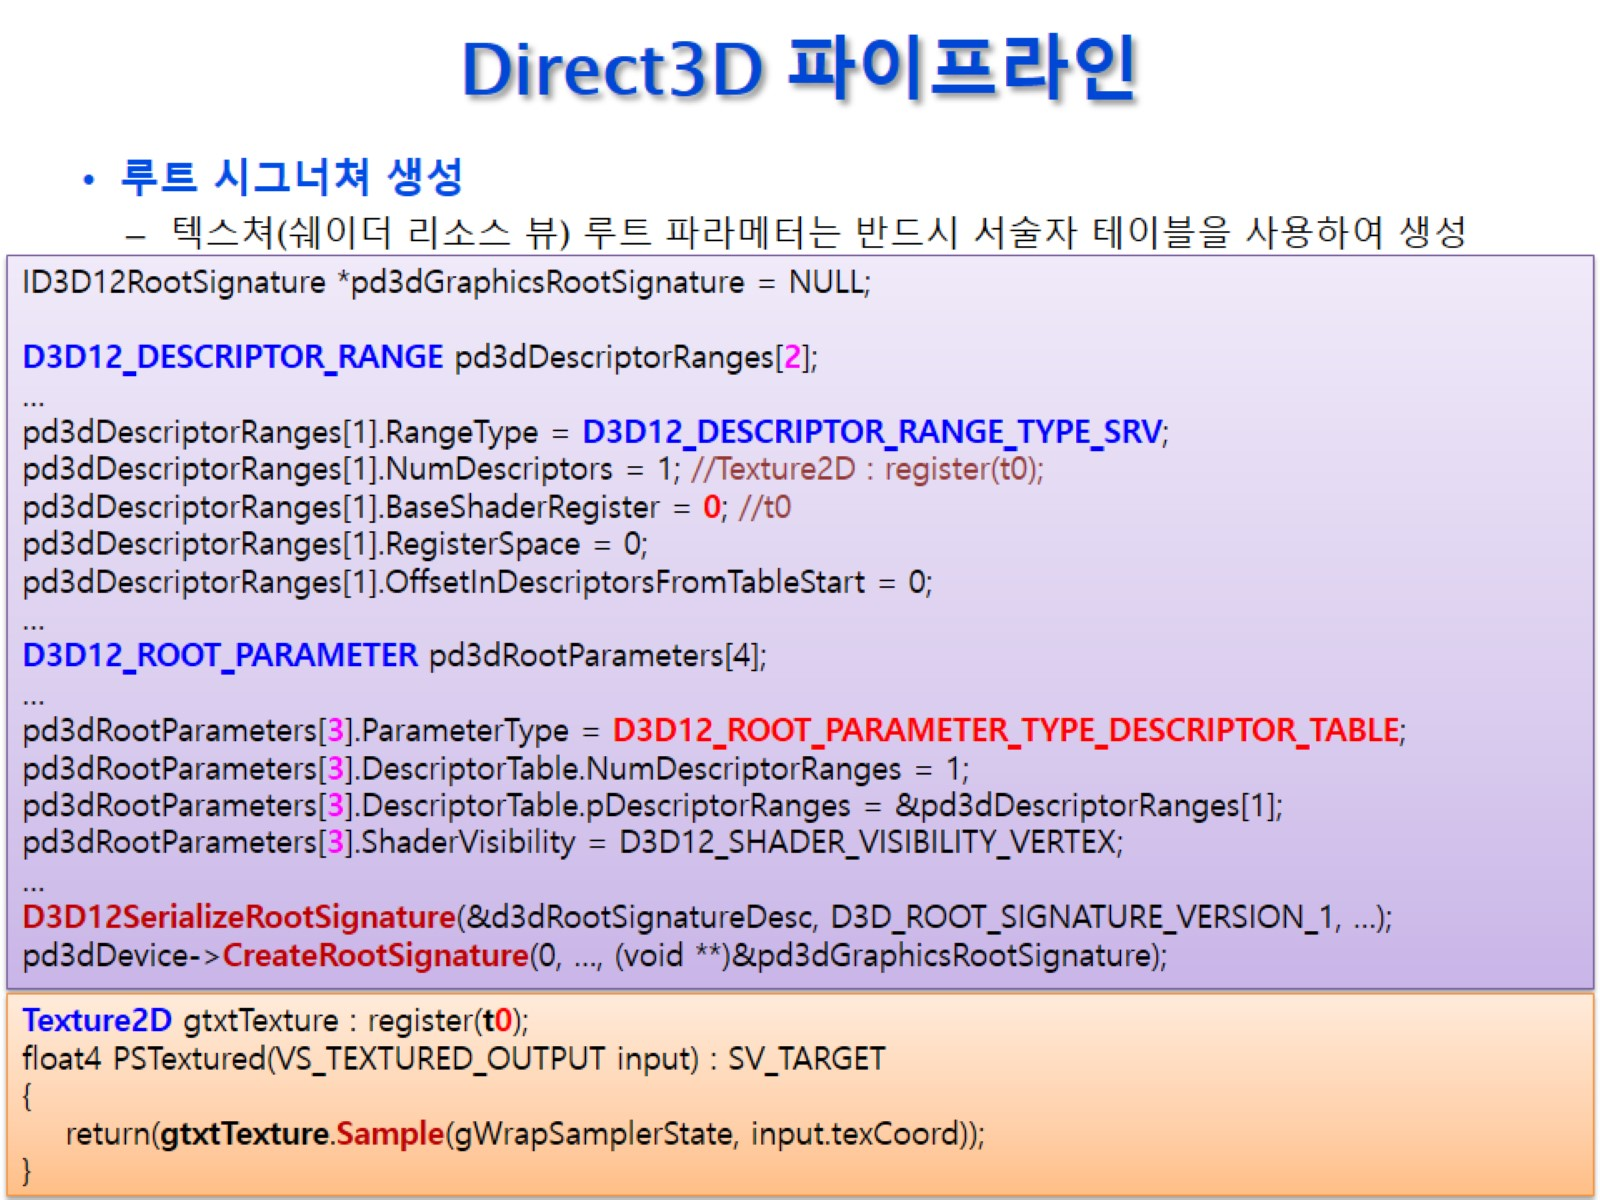 Direct3D 파이프라인
• 루트 시그너쳐 생성
– 텍스쳐(쉐이더 리소스 뷰) 루트 파라메터는 반드시 서술자 테이블을 사용하여 생성
ID3D12RootSignature *pd3dGraphicsRootSignature = NULL;
D3D12_DESCRIPTOR_RANGE pd3dDescriptorRanges[2];
...
pd3dDescriptorRanges[1].RangeType = D3D12_DESCRIPTOR_RANGE_TYPE_SRV;
pd3dDescriptorRanges[1].NumDescriptors = 1; //Texture2D : register(t0);
pd3dDescriptorRanges[1].BaseShaderRegister = 0; //t0
pd3dDescriptorRanges[1].RegisterSpace = 0;
pd3dDescriptorRanges[1].OffsetInDescriptorsFromTableStart = 0;
...
D3D12_ROOT_PARAMETER pd3dRootParameters[4];
...
pd3dRootParameters[3].ParameterType = D3D12_ROOT_PARAMETER_TYPE_DESCRIPTOR_TABLE;
pd3dRootParameters[3].DescriptorTable.NumDescriptorRanges = 1;
pd3dRootParameters[3].DescriptorTable.pDescriptorRanges = &pd3dDescriptorRanges[1];
pd3dRootParameters[3].ShaderVisibility = D3D12_SHADER_VISIBILITY_VERTEX;
...
D3D12SerializeRootSignature(&d3dRootSignatureDesc, D3D_ROOT_SIGNATURE_VERSION_1, ...);
pd3dDevice->CreateRootSignature(0, ..., (void **)&pd3dGraphicsRootSignature);
Texture2D gtxtTexture : register(t0);
float4 PSTextured(VS_TEXTURED_OUTPUT input) : SV_TARGET
{
return(gtxtTexture.Sample(gWrapSamplerState, input.texCoord));
}